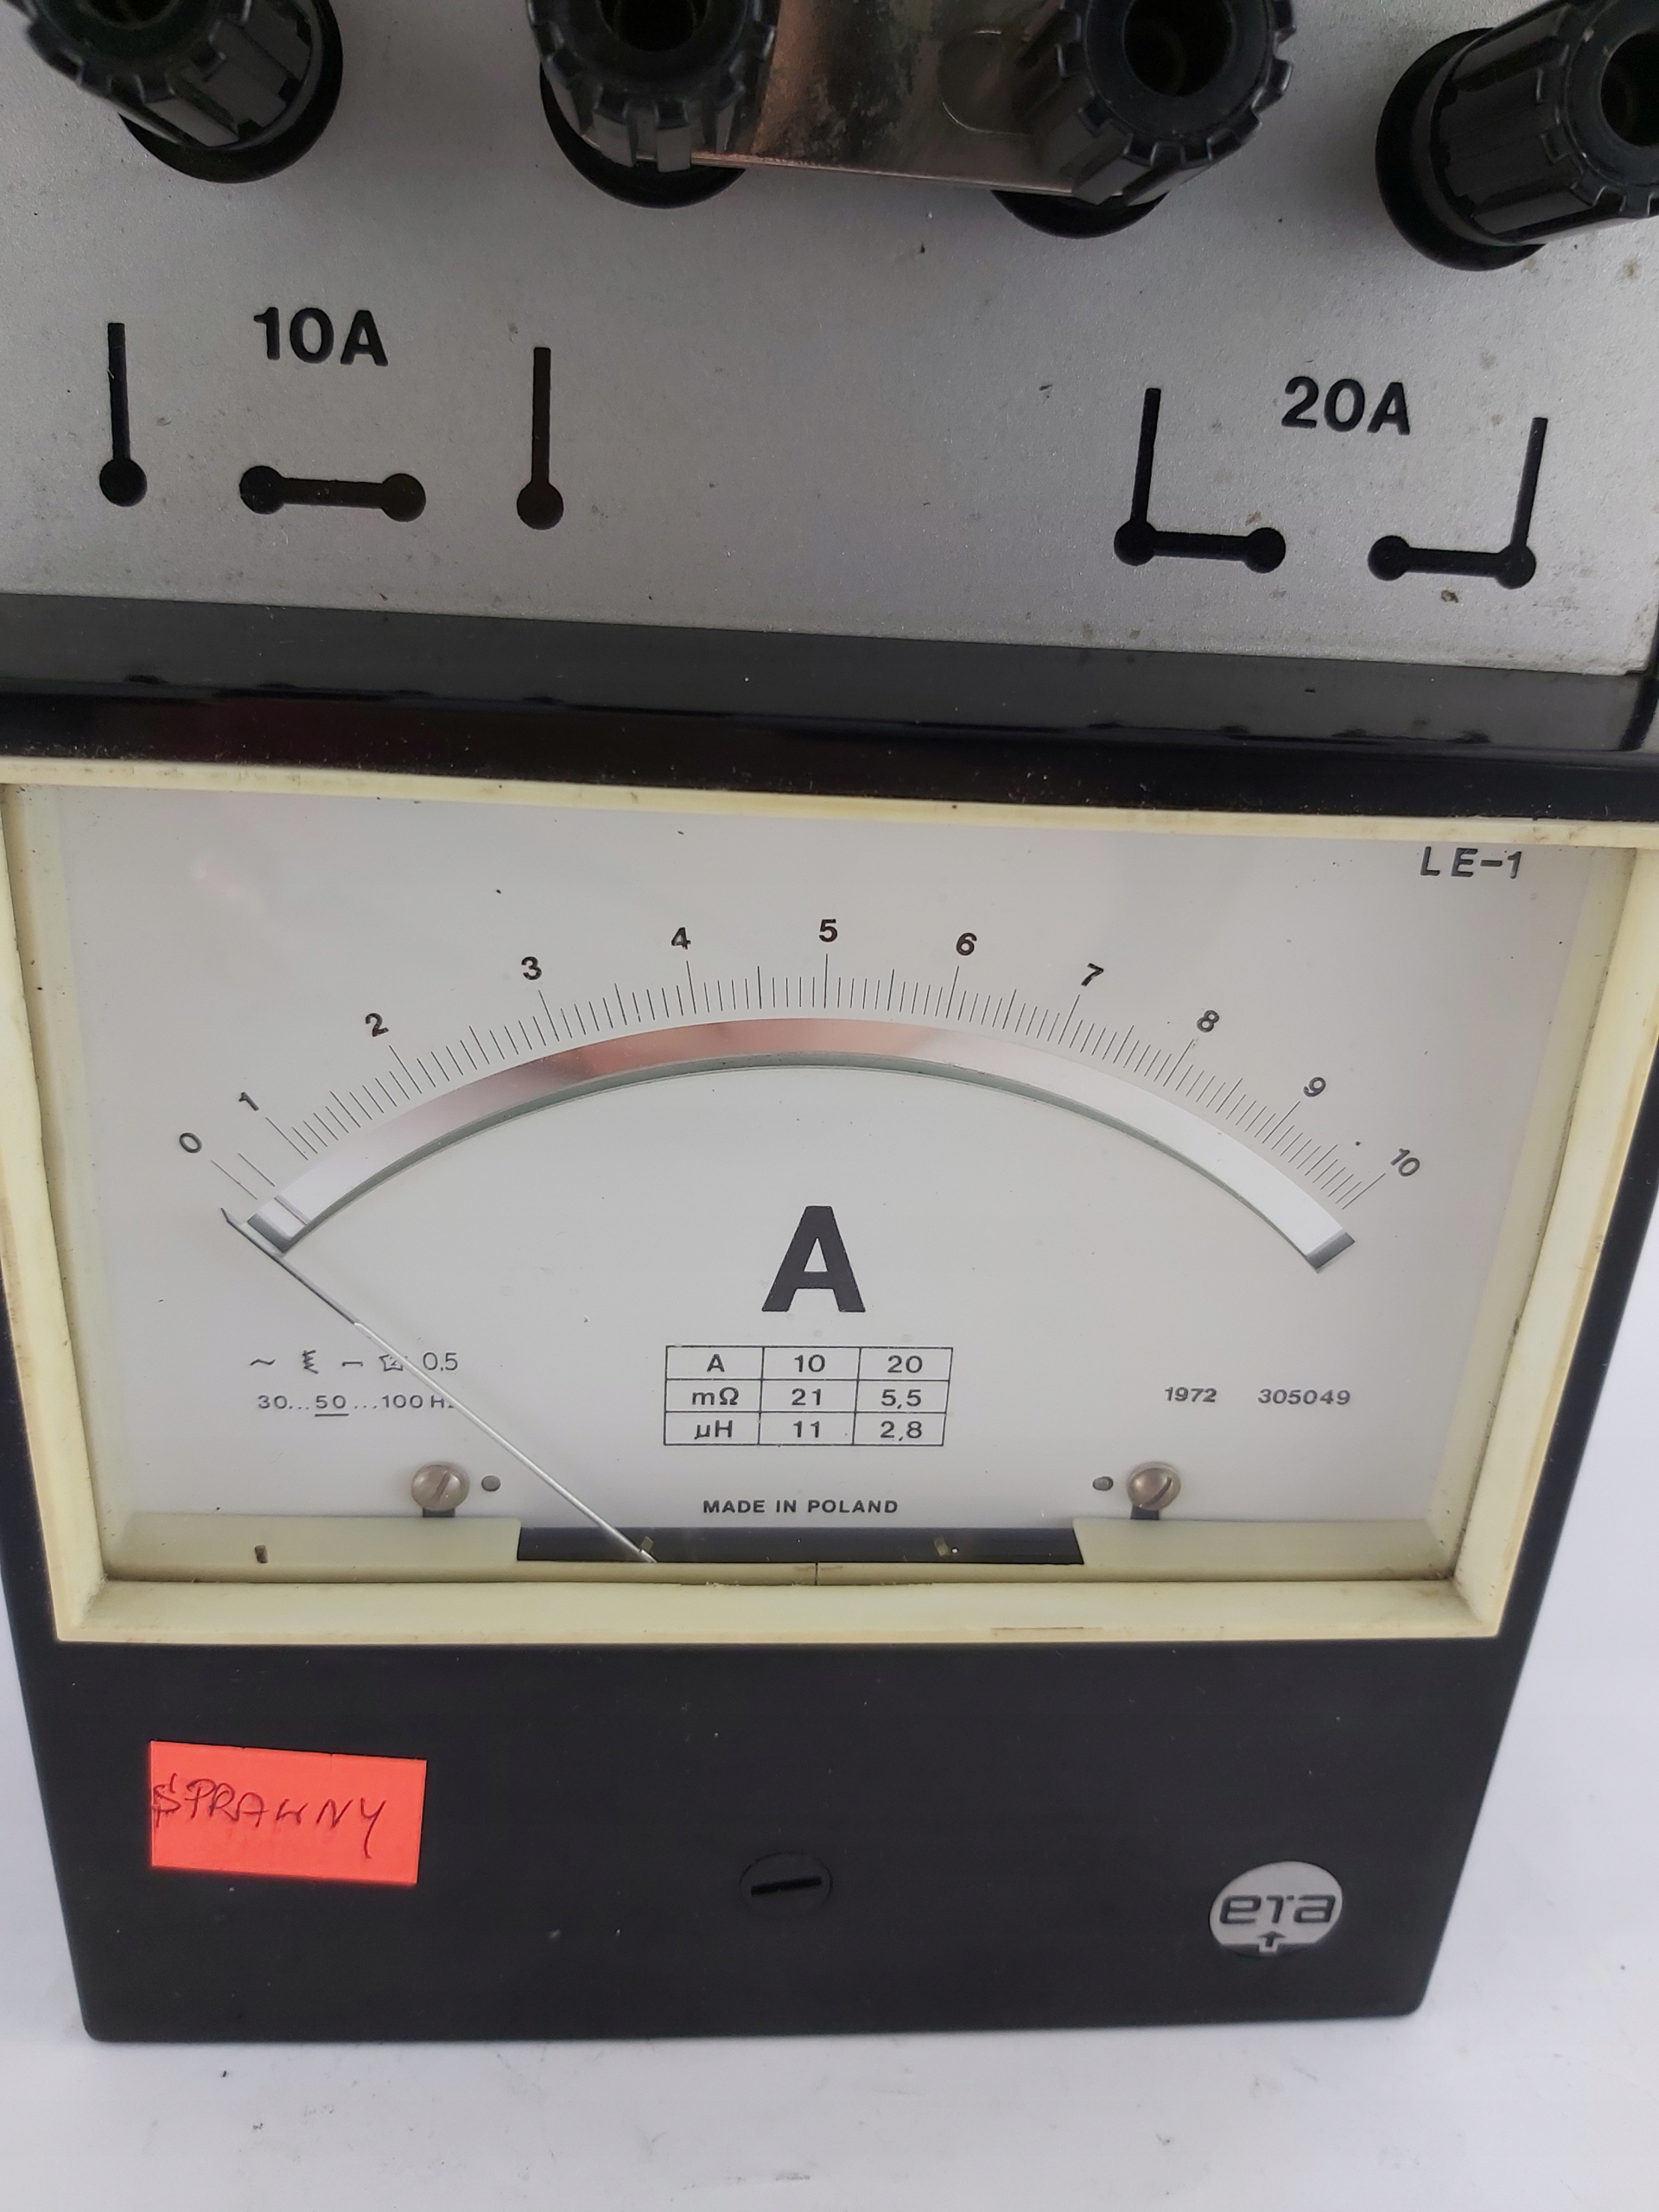 10A
20A
LE-1
0 1 2 3 4 5 6 7 8 9 10
A
~ 0,5
30...50...100 Hz
A 10 20
mΩ 21 5,5
µH 11 2,8
1972 305049
MADE IN POLAND
SPRAWNY
eTa